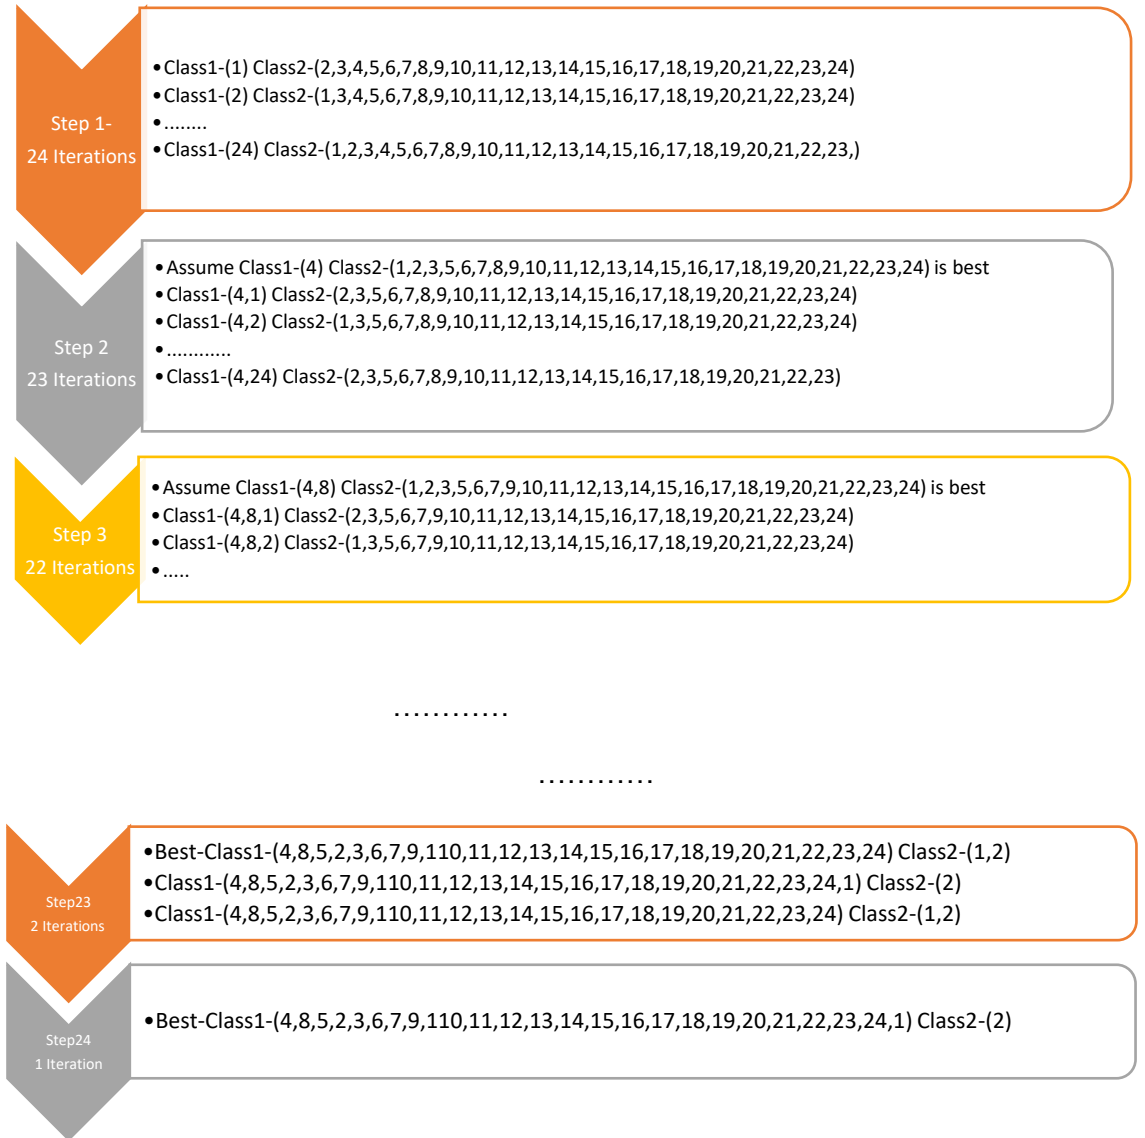 Step 1-
24 Iterations
•Class1-(1) Class2-(2,3,4,5,6,7,8,9,10,11,12,13,14,15,16,17,18,19,20,21,22,23,24)
•Class1-(2) Class2-(1,3,4,5,6,7,8,9,10,11,12,13,14,15,16,17,18,19,20,21,22,23,24)
•........
•Class1-(24) Class2-(1,2,3,4,5,6,7,8,9,10,11,12,13,14,15,16,17,18,19,20,21,22,23,)
Step 2
23 Iterations
•Assume Class1-(4) Class2-(1,2,3,5,6,7,8,9,10,11,12,13,14,15,16,17,18,19,20,21,22,23,24) is best
•Class1-(4,1) Class2-(2,3,5,6,7,8,9,10,11,12,13,14,15,16,17,18,19,20,21,22,23,24)
•Class1-(4,2) Class2-(1,3,5,6,7,8,9,10,11,12,13,14,15,16,17,18,19,20,21,22,23,24)
•............
•Class1-(4,24) Class2-(2,3,5,6,7,8,9,10,11,12,13,14,15,16,17,18,19,20,21,22,23)
Step 3
22 Iterations
•Assume Class1-(4,8) Class2-(1,2,3,5,6,7,9,10,11,12,13,14,15,16,17,18,19,20,21,22,23,24) is best
•Class1-(4,8,1) Class2-(2,3,5,6,7,9,10,11,12,13,14,15,16,17,18,19,20,21,22,23,24)
•Class1-(4,8,2) Class2-(1,3,5,6,7,9,10,11,12,13,14,15,16,17,18,19,20,21,22,23,24)
•.....
............
............
Step23
2 Iterations
•Best-Class1-(4,8,5,2,3,6,7,9,110,11,12,13,14,15,16,17,18,19,20,21,22,23,24) Class2-(1,2)
•Class1-(4,8,5,2,3,6,7,9,110,11,12,13,14,15,16,17,18,19,20,21,22,23,24,1) Class2-(2)
•Class1-(4,8,5,2,3,6,7,9,110,11,12,13,14,15,16,17,18,19,20,21,22,23,24) Class2-(1,2)
Step24
1 Iteration
•Best-Class1-(4,8,5,2,3,6,7,9,110,11,12,13,14,15,16,17,18,19,20,21,22,23,24,1) Class2-(2)